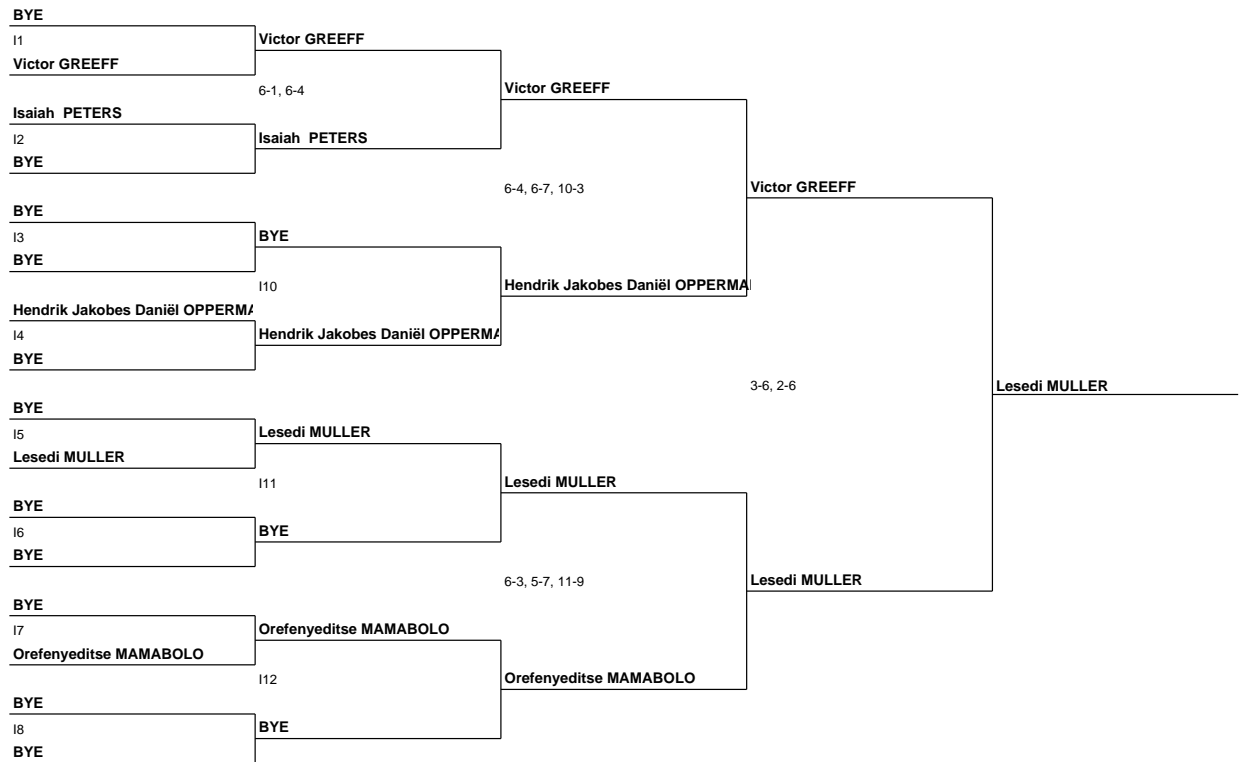 BYE
I1
Victor GREEFF
Isaiah  PETERS
I2
BYE
BYE
I3
BYE
Hendrik Jakobes Daniël OPPERMA
I4
BYE
BYE
I5
Lesedi MULLER
BYE
I6
BYE
BYE
I7
Orefenyeditse MAMABOLO
BYE
I8
BYE
Victor GREEFF
6-1, 6-4
Isaiah  PETERS
BYE
I10
Hendrik Jakobes Daniël OPPERMA
Lesedi MULLER
I11
BYE
Orefenyeditse MAMABOLO
I12
BYE
Victor GREEFF
6-4, 6-7, 10-3
Hendrik Jakobes Daniël OPPERMA
Lesedi MULLER
6-3, 5-7, 11-9
Orefenyeditse MAMABOLO
Victor GREEFF
3-6, 2-6
Lesedi MULLER
Lesedi MULLER